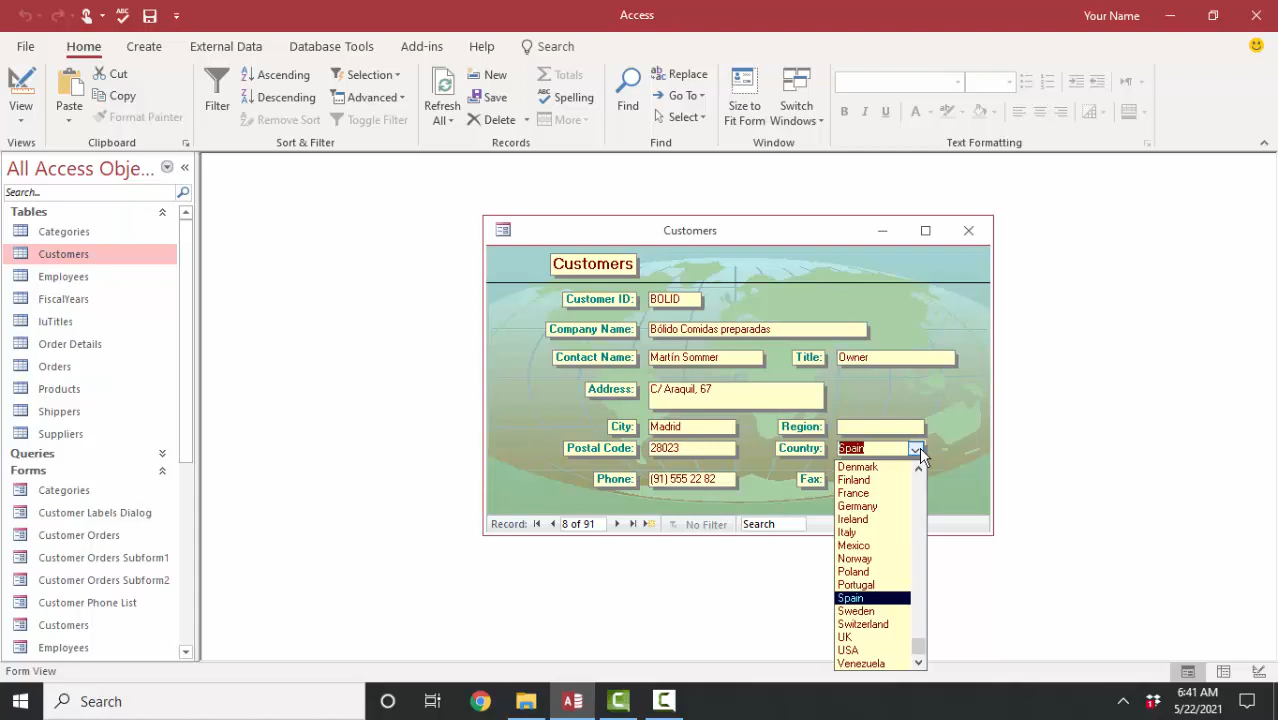 Access
Your Name
File Home Create External Data Database Tools Add-ins Help Search
View
Views
Paste
Cut
Copy
Format Painter
Clipboard
Filter
Ascending
Descending
Remove Sort
Selection
Advanced
Toggle Filter
Sort & Filter
Refresh
All
New
Save
Delete
Totals
Spelling
More
Records
Find
Replace
Go To
Select
Find
Size to
Fit Form
Switch
Windows
Window
B I U A
Text Formatting
All Access Obje...
Search...
Tables
Categories
Customers
Employees
FiscalYears
luTitles
Order Details
Orders
Products
Shippers
Suppliers
Queries
Forms
Categories
Customer Labels Dialog
Customer Orders
Customer Orders Subform1
Customer Orders Subform2
Customer Phone List
Customers
Employees
Customers
Customers
Customer ID: BOLID
Company Name: Bólido Comidas preparadas
Contact Name: Martín Sommer Title: Owner
Address: C/ Araquil, 67
City: Madrid Region:
Postal Code: 28023 Country: Spain
Phone: (91) 555 22 82 Fax:
Denmark
Finland
France
Germany
Ireland
Italy
Mexico
Norway
Poland
Portugal
Spain
Sweden
Switzerland
UK
USA
Venezuela
Record: 8 of 91 No Filter Search
Form View
Search
6:41 AM
5/22/2021